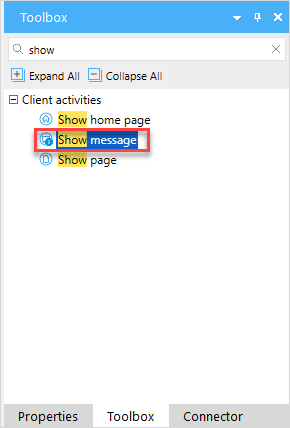 Toolbox
show
Expand All Collapse All
Client activities
Show home page
Show message
Show page
Properties Toolbox Connector